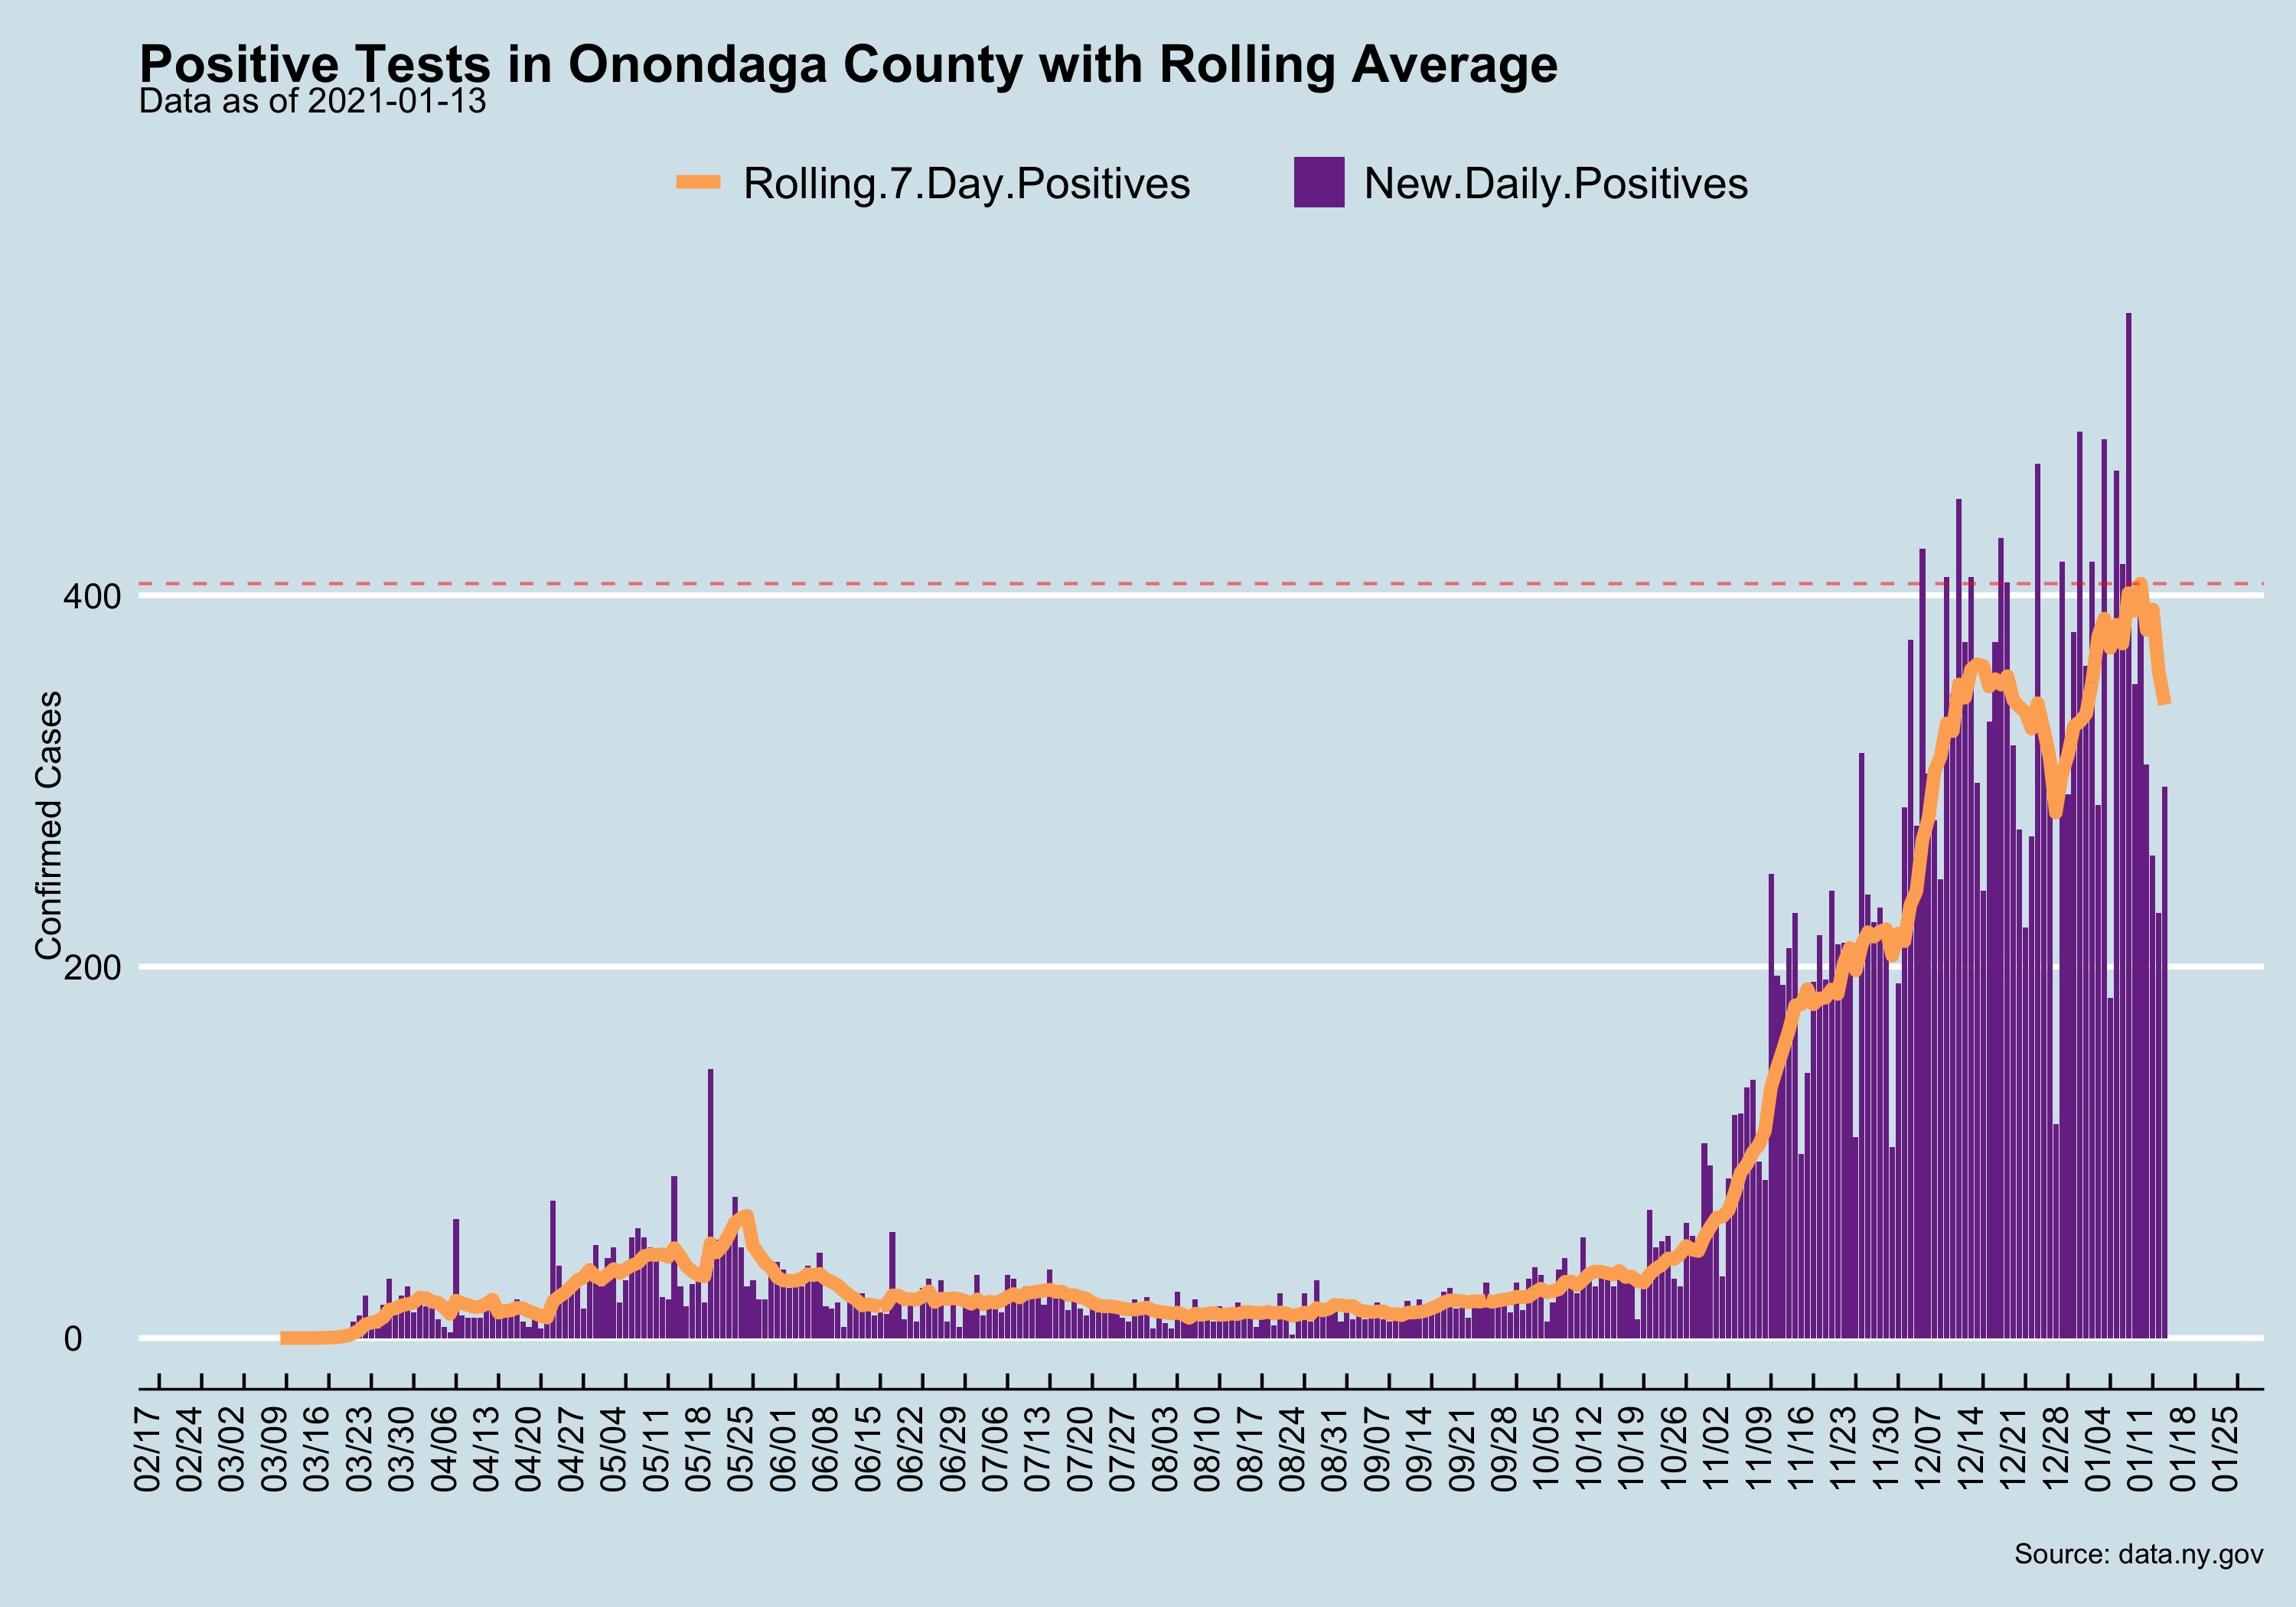 Positive Tests in Onondaga County with Rolling Average
Data as of 2021-01-13
Rolling.7.Day.Positives New.Daily.Positives
Confirmed Cases
400
200
0
02/17 02/24 03/02 03/09 03/16 03/23 03/30 04/06 04/13 04/20 04/27 05/04 05/11 05/18 05/25 06/01 06/08 06/15 06/22 06/29 07/06 07/13 07/20 07/27 08/03 08/10 08/17 08/24 08/31 09/07 09/14 09/21 09/28 10/05 10/12 10/19 10/26 11/02 11/09 11/16 11/23 11/30 12/07 12/14 12/21 12/28 01/04 01/11 01/18 01/25
Source: data.ny.gov